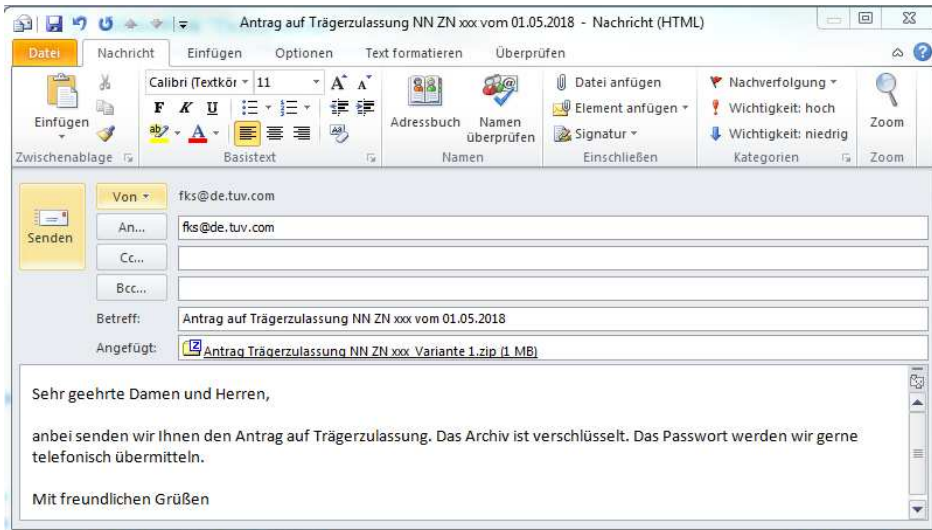 Antrag auf Trägerzulassung NN ZN xxx vom 01.05.2018 - Nachricht (HTML)
Datei Nachricht Einfügen Optionen Text formatieren Überprüfen
Einfügen
Calibri (Textkör 11
F K U
Adressbuch
Namen überprüfen
Datei anfügen
Element anfügen
Signatur
Nachverfolgung
Wichtigkeit: hoch
Wichtigkeit: niedrig
Zoom
Zwischenablage Basistext Namen Einschließen Kategorien Zoom
Senden
Von fks@de.tuv.com
An... fks@de.tuv.com
Cc...
Bcc...
Betreff: Antrag auf Trägerzulassung NN ZN xxx vom 01.05.2018
Angefügt: Antrag Trägerzulassung NN ZN xxx Variante 1.zip (1 MB)
Sehr geehrte Damen und Herren,
anbei senden wir Ihnen den Antrag auf Trägerzulassung. Das Archiv ist verschlüsselt. Das Passwort werden wir gerne
telefonisch übermitteln.
Mit freundlichen Grüßen